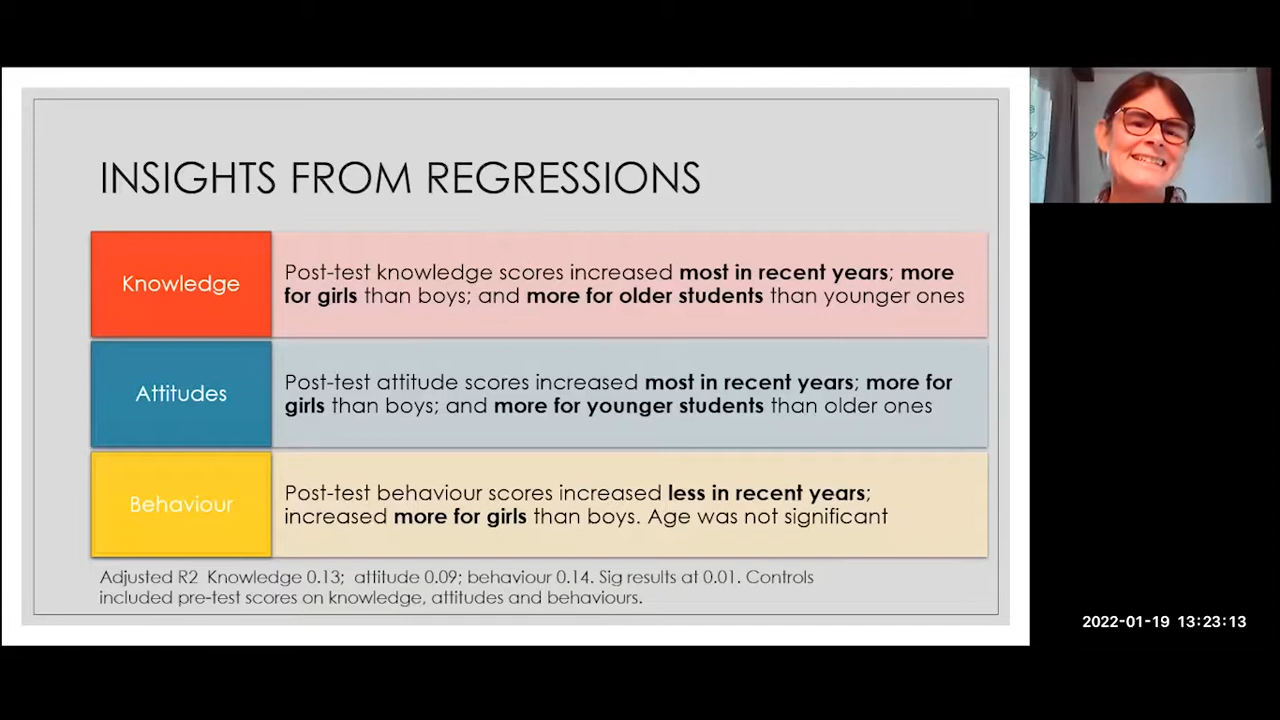 INSIGHTS FROM REGRESSIONS
Knowledge
Post-test knowledge scores increased most in recent years; more
for girls than boys; and more for older students than younger ones
Attitudes
Post-test attitude scores increased most in recent years; more for
girls than boys; and more for younger students than older ones
Behaviour
Post-test behaviour scores increased less in recent years;
increased more for girls than boys. Age was not significant
Adjusted R2 Knowledge 0.13; attitude 0.09; behaviour 0.14. Sig results at 0.01. Controls
included pre-test scores on knowledge, attitudes and behaviours.
2022-01-19 13:23:13